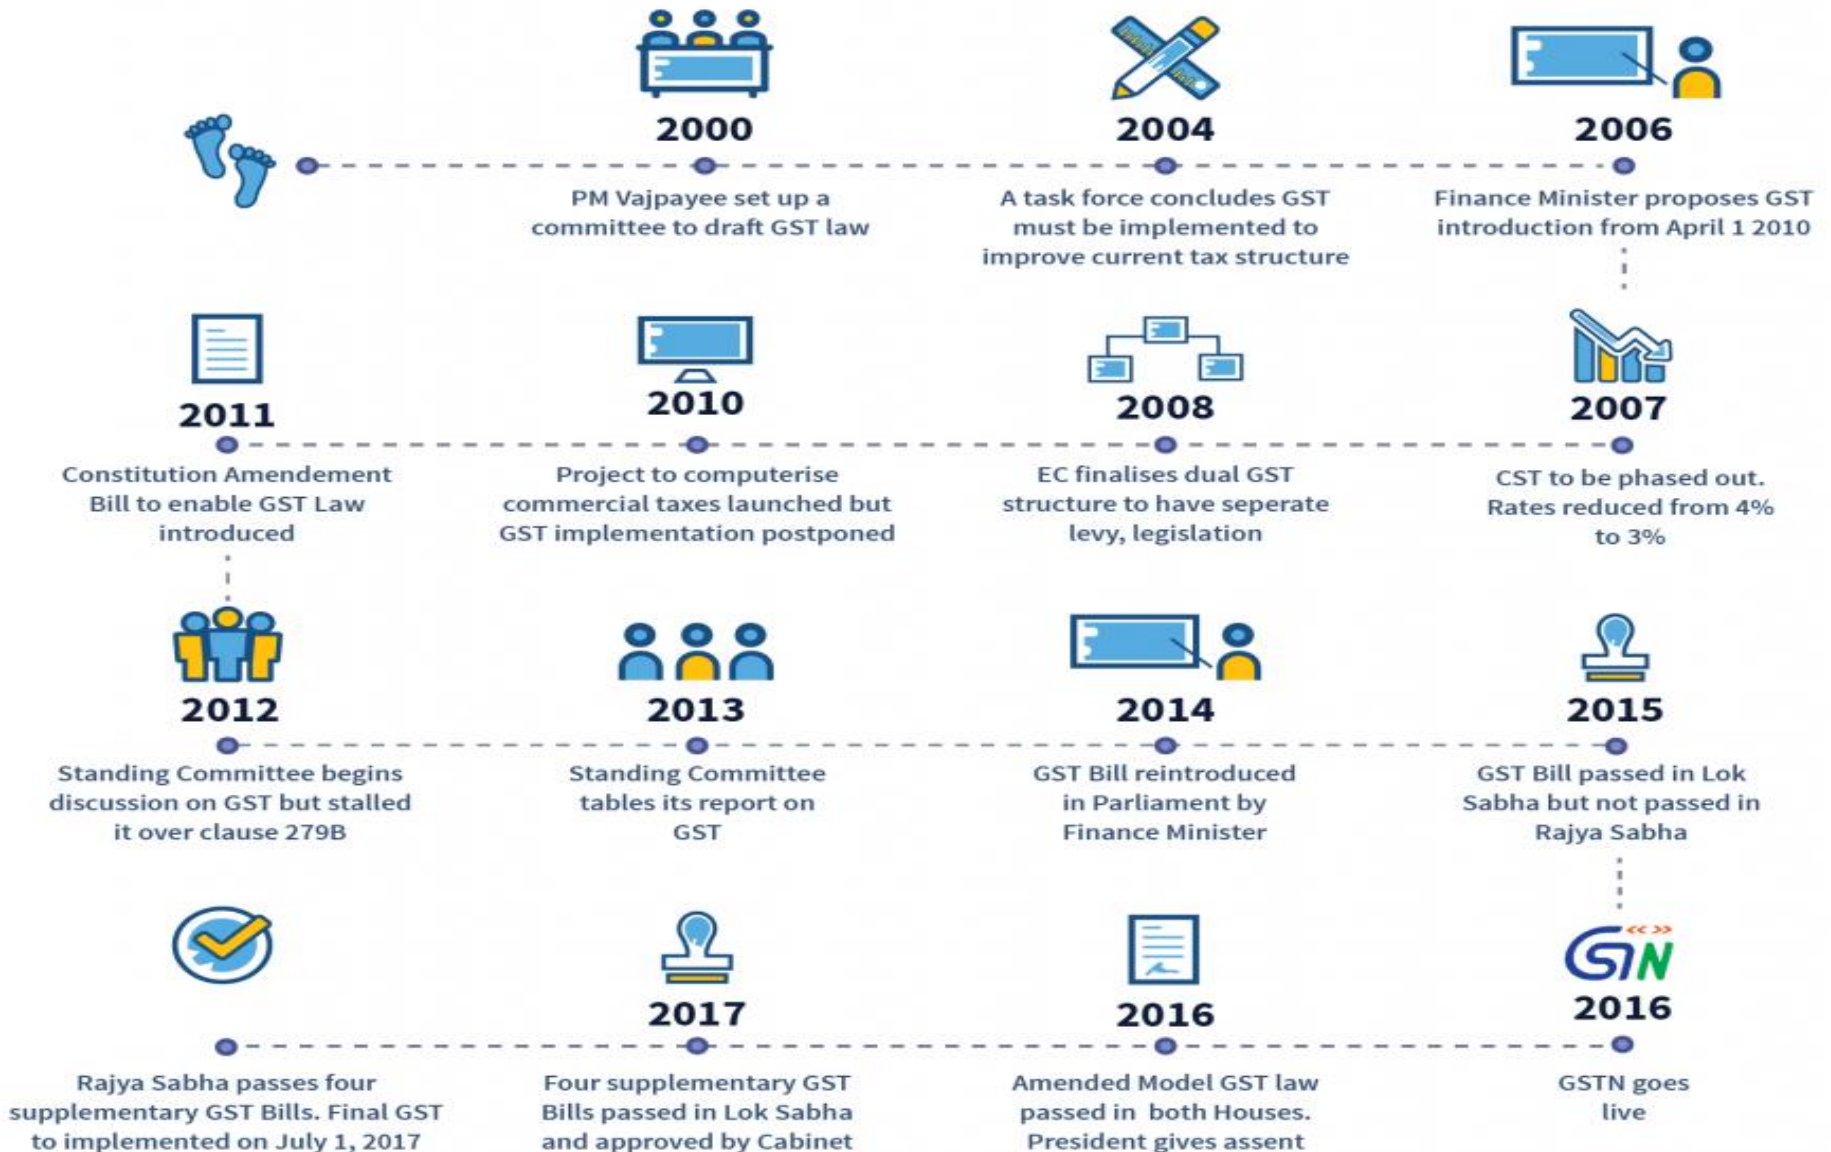 2000
PM Vajpayee set up a
committee to draft GST law
2004
A task force concludes GST
must be implemented to
improve current tax structure
2006
Finance Minister proposes GST
introduction from April 1 2010
2007
CST to be phased out.
Rates reduced from 4%
to 3%
2008
EC finalises dual GST
structure to have seperate
levy, legislation
2010
Project to computerise
commercial taxes launched but
GST implementation postponed
2011
Constitution Amendement
Bill to enable GST Law
introduced
2012
Standing Committee begins
discussion on GST but stalled
it over clause 279B
2013
Standing Committee
tables its report on
GST
2014
GST Bill reintroduced
in Parliament by
Finance Minister
2015
GST Bill passed in Lok
Sabha but not passed in
Rajya Sabha
GSTN
2016
GSTN goes
live
2016
Amended Model GST law
passed in both Houses.
President gives assent
2017
Four supplementary GST
Bills passed in Lok Sabha
and approved by Cabinet
Rajya Sabha passes four
supplementary GST Bills. Final GST
to implemented on July 1, 2017